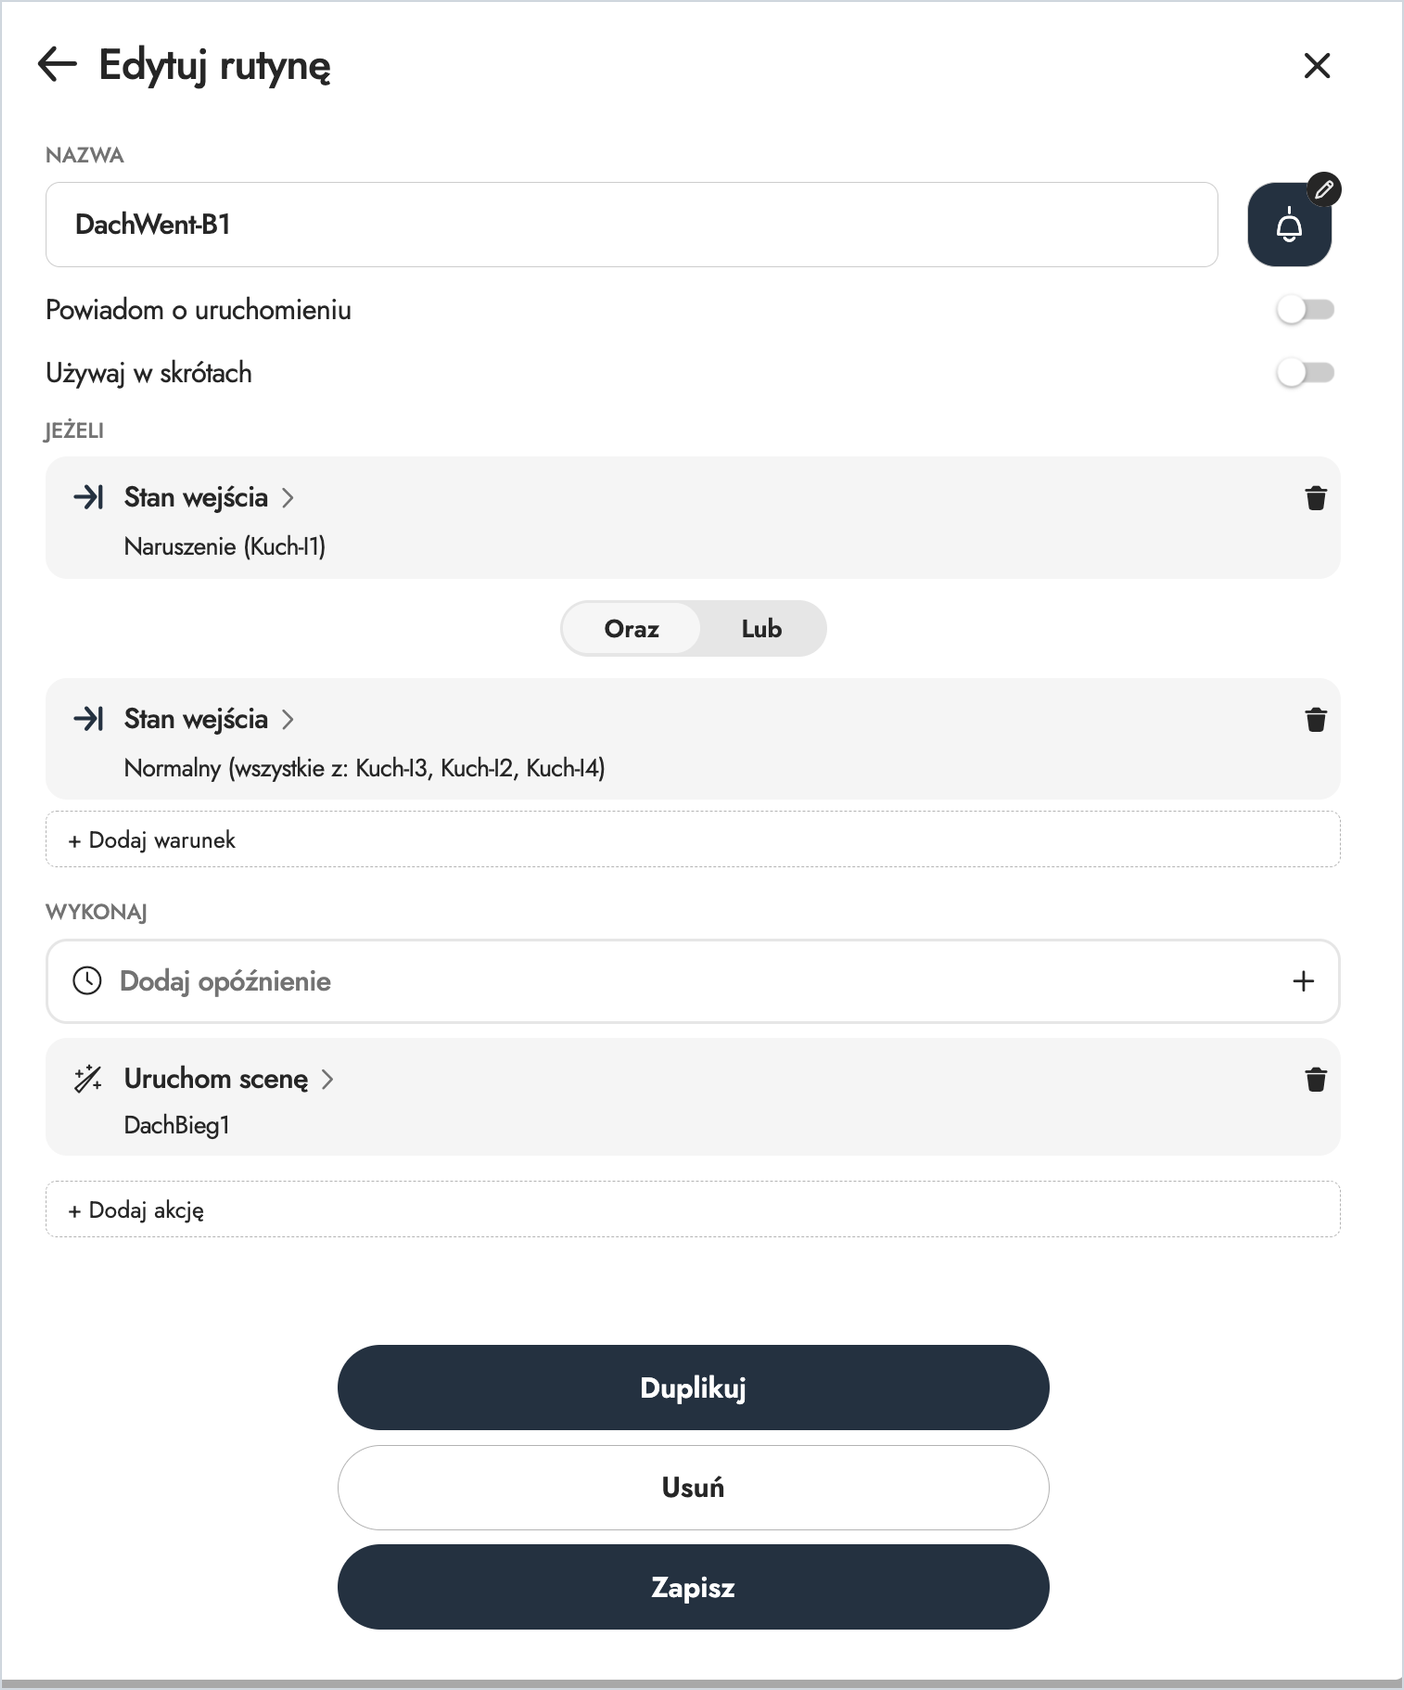 Edytuj rutynę
NAZWA
DachWent-B1
Powiadom o uruchomieniu
Używaj w skrótach
JEŻELI
Stan wejścia
Naruszenie (Kuch-I1)
Oraz Lub
Stan wejścia
Normalny (wszystkie z: Kuch-I3, Kuch-I2, Kuch-I4)
+ Dodaj warunek
WYKONAJ
Dodaj opóźnienie
Uruchom scenę
DachBieg1
+ Dodaj akcję
Duplikuj
Usuń
Zapisz